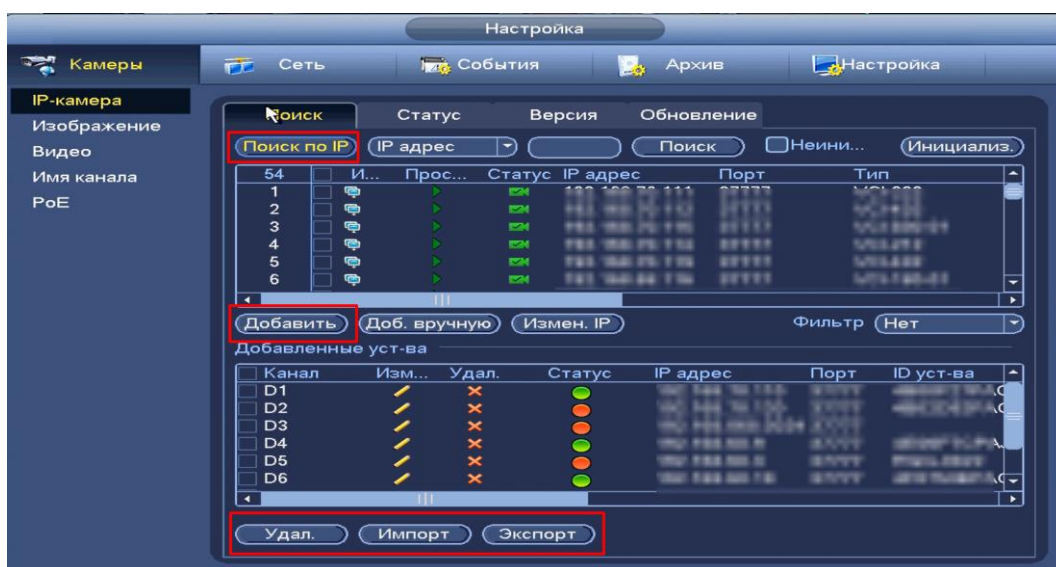 Настройка
Камеры Сеть События Архив Настройка
IP-камера
Изображение
Видео
Имя канала
PoE
Поиск Статус Версия Обновление
Поиск по IP IP адрес Поиск Неини... Инициализ.
54 И... Прос... Статус IP адрес Порт Тип
1
2
3
4
5
6
Добавить Доб. вручную Измен. IP Фильтр Нет
Добавленные уст-ва
Канал Изм... Удал. Статус IP адрес Порт ID уст-ва
D1
D2
D3
D4
D5
D6
Удал. Импорт Экспорт